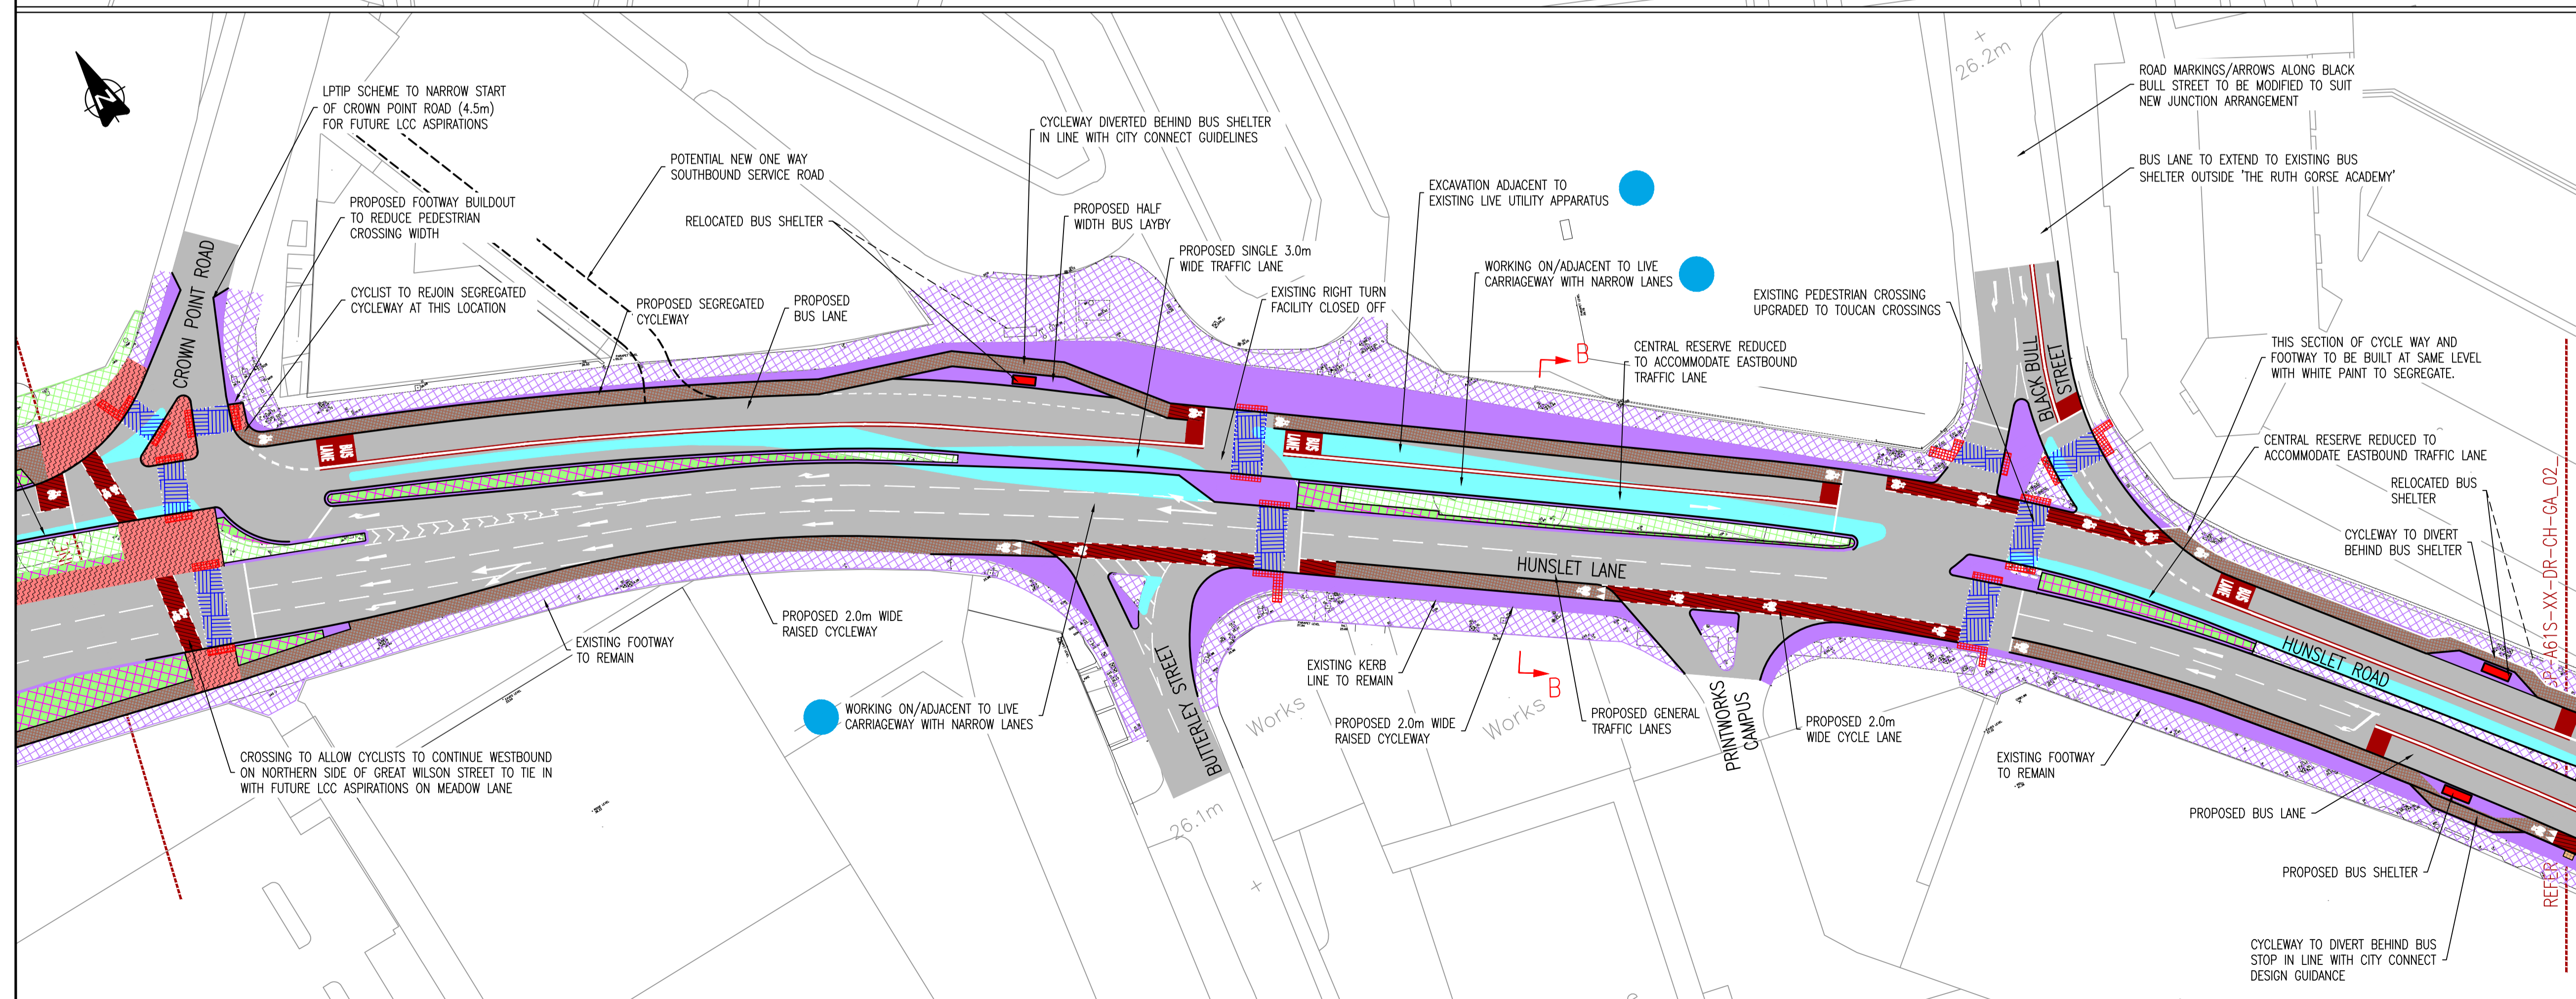 N
LPTIP SCHEME TO NARROW START
OF CROWN POINT ROAD (4.5m)
FOR FUTURE LCC ASPIRATIONS
PROPOSED FOOTWAY BUILDOUT
TO REDUCE PEDESTRIAN
CROSSING WIDTH
CYCLIST TO REJOIN SEGREGATED
CYCLEWAY AT THIS LOCATION
CROWN POINT ROAD
POTENTIAL NEW ONE WAY
SOUTHBOUND SERVICE ROAD
RELOCATED BUS SHELTER
PROPOSED SEGREGATED
CYCLEWAY
PROPOSED
BUS LANE
CYCLEWAY DIVERTED BEHIND BUS SHELTER
IN LINE WITH CITY CONNECT GUIDELINES
PROPOSED HALF
WIDTH BUS LAYBY
PROPOSED SINGLE 3.0m
WIDE TRAFFIC LANE
EXISTING RIGHT TURN
FACILITY CLOSED OFF
EXCAVATION ADJACENT TO
EXISTING LIVE UTILITY APPARATUS
WORKING ON/ADJACENT TO LIVE
CARRIAGEWAY WITH NARROW LANES
B
CENTRAL RESERVE REDUCED
TO ACCOMMODATE EASTBOUND
TRAFFIC LANE
EXISTING PEDESTRIAN CROSSING
UPGRADED TO TOUCAN CROSSINGS
26.2m
ROAD MARKINGS/ARROWS ALONG BLACK
BULL STREET TO BE MODIFIED TO SUIT
NEW JUNCTION ARRANGEMENT
BUS LANE TO EXTEND TO EXISTING BUS
SHELTER OUTSIDE 'THE RUTH GORSE ACADEMY'
BLACK BULL
STREET
THIS SECTION OF CYCLE WAY AND
FOOTWAY TO BE BUILT AT SAME LEVEL
WITH WHITE PAINT TO SEGREGATE.
CENTRAL RESERVE REDUCED TO
ACCOMMODATE EASTBOUND TRAFFIC LANE
RELOCATED BUS
SHELTER
CYCLEWAY TO DIVERT
BEHIND BUS SHELTER
BUS
LANE
BUS
LANE
BUS
LANE
HUNSLET LANE
HUNSLET ROAD
EXISTING FOOTWAY
TO REMAIN
PROPOSED 2.0m WIDE
RAISED CYCLEWAY
WORKING ON/ADJACENT TO LIVE
CARRIAGEWAY WITH NARROW LANES
BUTTERLEY STREET
26.1m
Works
EXISTING KERB
LINE TO REMAIN
PROPOSED 2.0m WIDE
RAISED CYCLEWAY
Works
B
PROPOSED GENERAL
TRAFFIC LANES
PRINTWORKS
CAMPUS
PROPOSED 2.0m
WIDE CYCLE LANE
EXISTING FOOTWAY
TO REMAIN
PROPOSED BUS LANE
PROPOSED BUS SHELTER
CYCLEWAY TO DIVERT BEHIND BUS
STOP IN LINE WITH CITY CONNECT
DESIGN GUIDANCE
CROSSING TO ALLOW CYCLISTS TO CONTINUE WESTBOUND
ON NORTHERN SIDE OF GREAT WILSON STREET TO TIE IN
WITH FUTURE LCC ASPIRATIONS ON MEADOW LANE
REFER
-A61S-XX-DR-CH-GA_02_